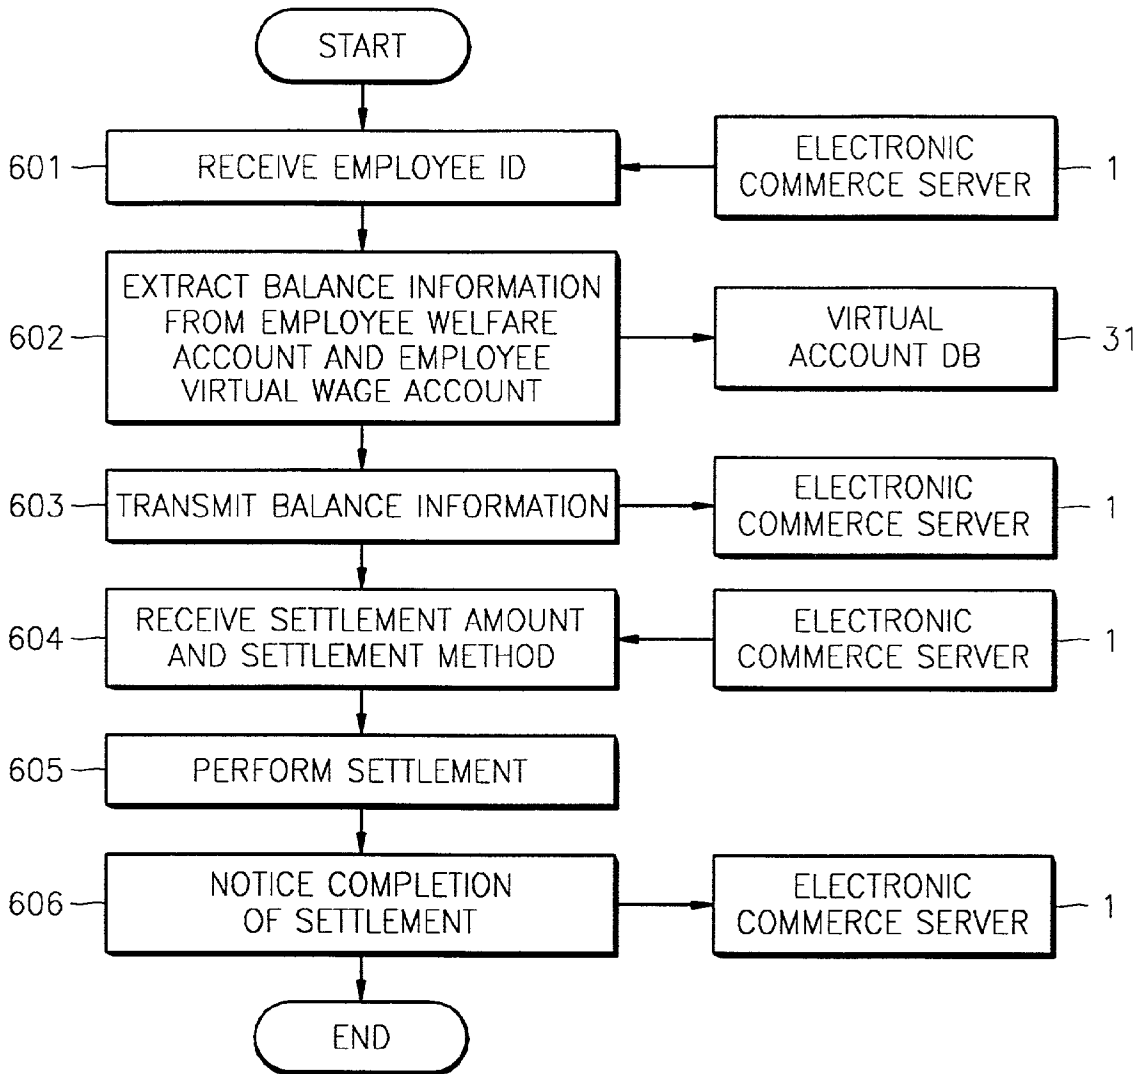 START
601
RECEIVE EMPLOYEE ID
ELECTRONIC
COMMERCE SERVER
1
602
EXTRACT BALANCE INFORMATION
FROM EMPLOYEE WELFARE
ACCOUNT AND EMPLOYEE
VIRTUAL WAGE ACCOUNT
VIRTUAL
ACCOUNT DB
31
603
TRANSMIT BALANCE INFORMATION
ELECTRONIC
COMMERCE SERVER
1
604
RECEIVE SETTLEMENT AMOUNT
AND SETTLEMENT METHOD
ELECTRONIC
COMMERCE SERVER
1
605
PERFORM SETTLEMENT
606
NOTICE COMPLETION
OF SETTLEMENT
ELECTRONIC
COMMERCE SERVER
1
END